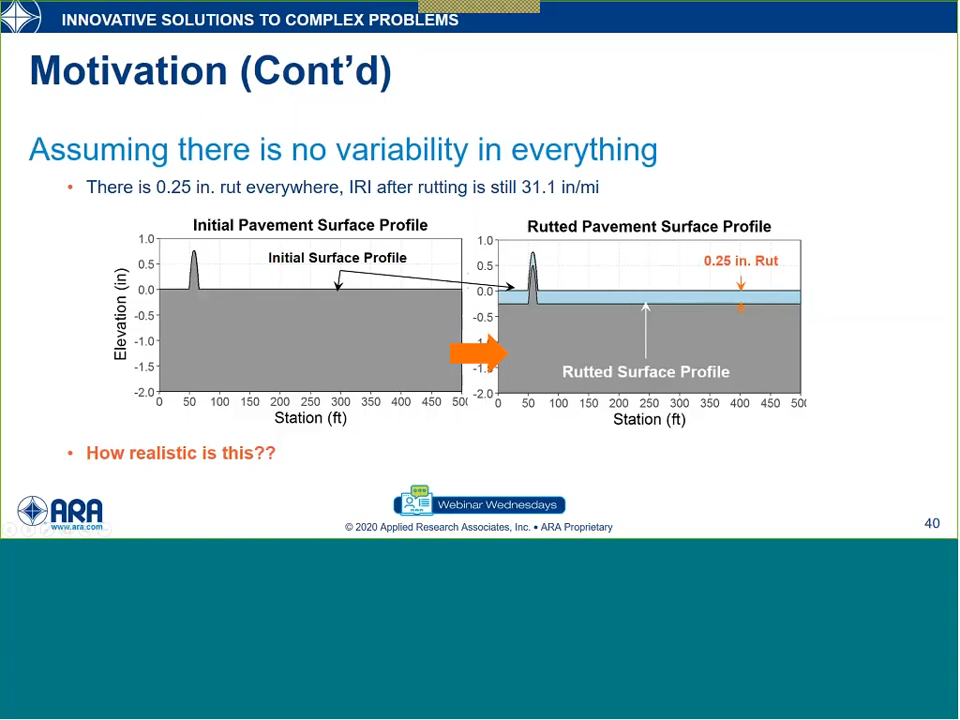 INNOVATIVE SOLUTIONS TO COMPLEX PROBLEMS
Motivation (Cont'd)
Assuming there is no variability in everything
• There is 0.25 in. rut everywhere, IRI after rutting is still 31.1 in/mi
Initial Pavement Surface Profile
Elevation (in)
1.0
0.5
0.0
-0.5
-1.0
-1.5
-2.0
Initial Surface Profile
0 50 100 150 200 250 300 350 400 450 500
Station (ft)
Rutted Pavement Surface Profile
1.0
0.5
0.0
-0.5
-2.0
0.25 in. Rut
Rutted Surface Profile
0 50 100 150 200 250 300 350 400 450 500
Station (ft)
• How realistic is this??
ARA
www.ara.com
Webinar Wednesdays
© 2020 Applied Research Associates, Inc. • ARA Proprietary
40